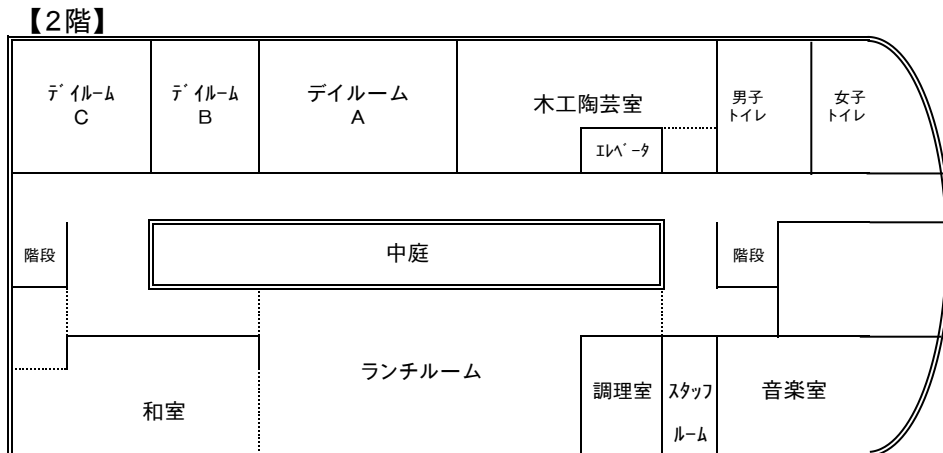 【2階】
ﾃﾞｲﾙｰﾑ
C
ﾃﾞｲﾙｰﾑ
B
デイルーム
A
木工陶芸室
男子
トイレ
女子
トイレ
ｴﾚﾍﾞｰﾀ
階段
中庭
階段
ランチルーム
和室
調理室
ｽﾀｯﾌ
ﾙｰﾑ
音楽室